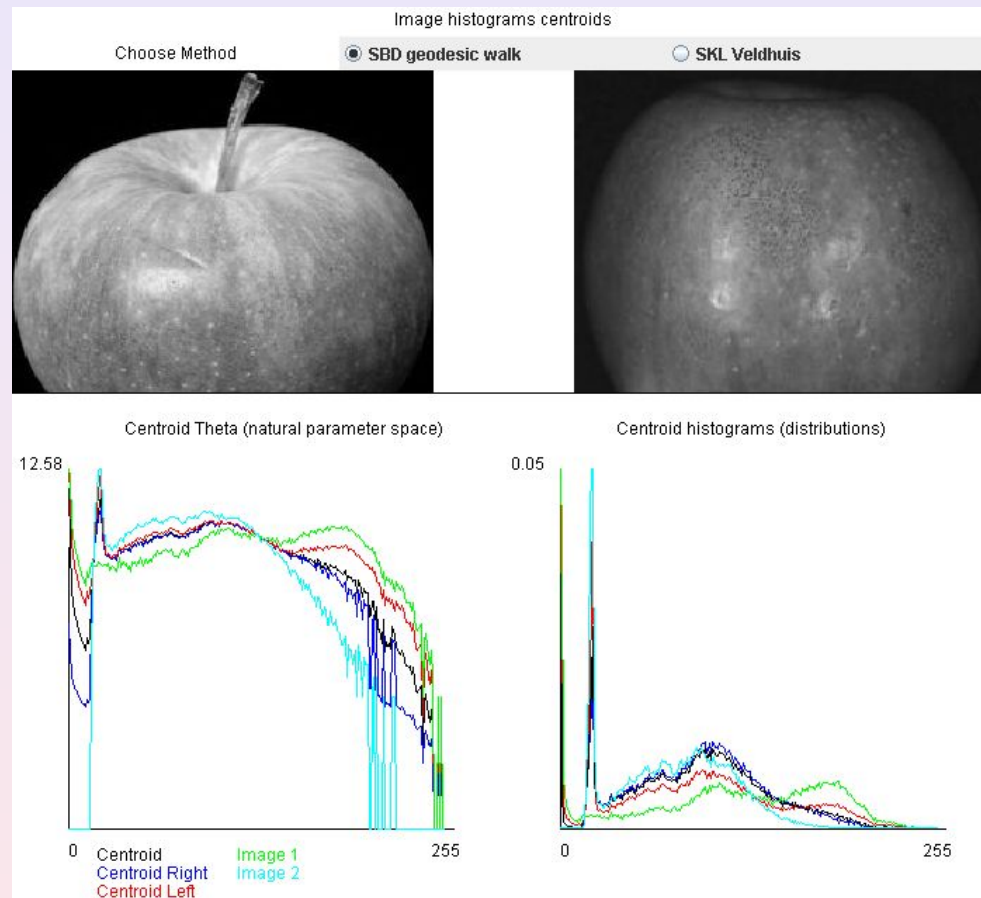 Image histograms centroids
Choose Method SBD geodesic walk SKL Veldhuis
Centroid Theta (natural parameter space)
12.58
0 255
Centroid Image 1
Centroid Right Image 2
Centroid Left
Centroid histograms (distributions)
0.05
0 255